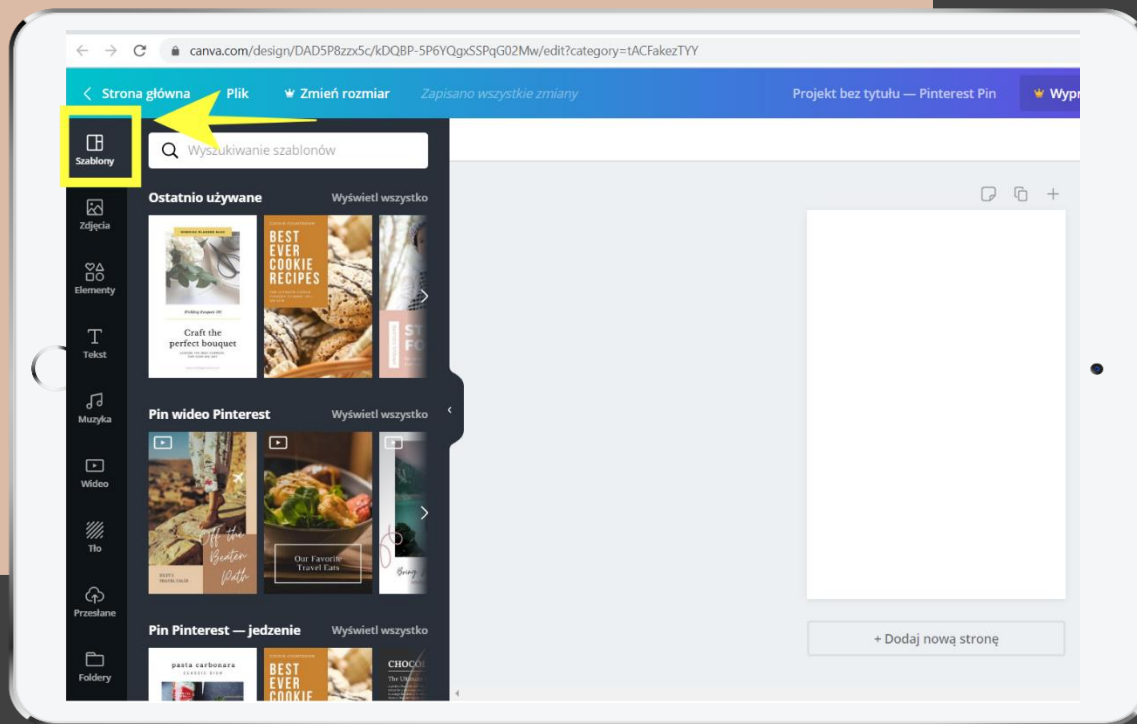 canva.com/design/DAD5P8zzx5c/kDQBP-5P6YQgxSSPqG02Mw/edit?category=tACFakezTYY
Strona główna Plik Zmień rozmiar Zapisano wszystkie zmiany Projekt bez tytułu — Pinterest Pin
Szablony
Zdjęcia
Elementy
Tekst
Muzyka
Wideo
Tło
Przesłane
Foldery
Wyszukiwanie szablonów
Ostatnio używane Wyświetl wszystko
Craft the
perfect bouquet
BEST
EVER
COOKIE
RECIPES
Pin wideo Pinterest Wyświetl wszystko
Off the
Beaten
Path
Our Favorite
Travel Eats
Bring
Pin Pinterest — jedzenie Wyświetl wszystko
pasta carbonara
CLASSIC DISH
BEST
EVER
COOKIE
+ Dodaj nową stronę